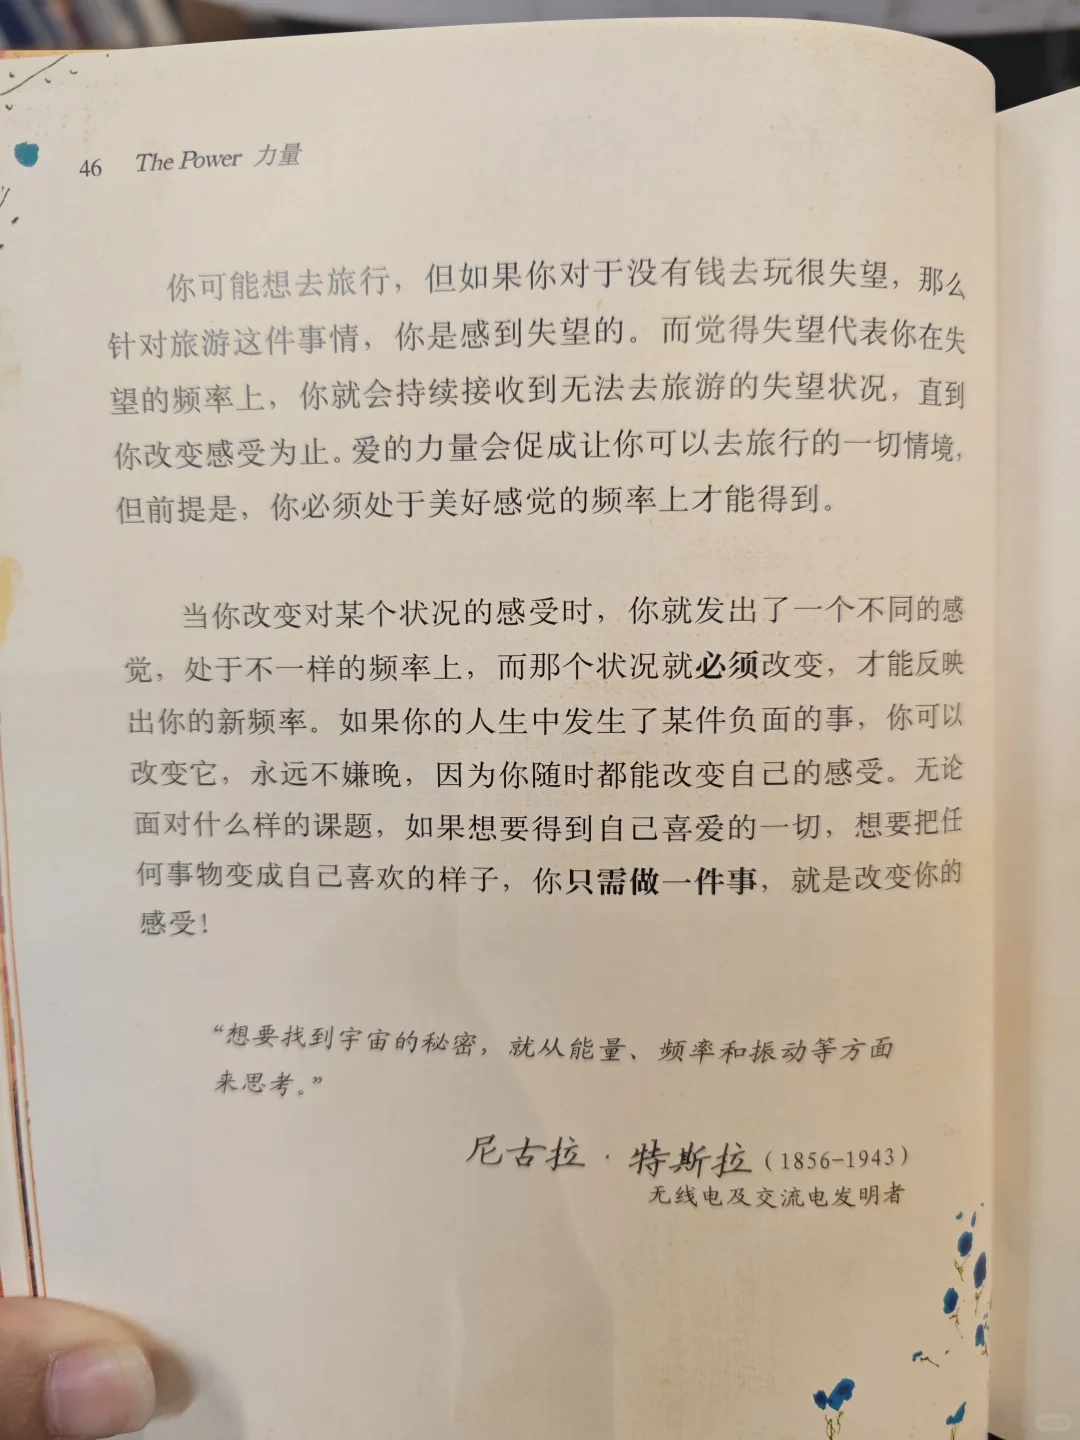 46 The Power 力量
你可能想去旅行，但如果你对于没有钱去玩很失望，那么
针对旅游这件事情，你是感到失望的。而觉得失望代表你在失
望的频率上，你就会持续接收到无法去旅游的失望状况，直到
你改变感受为止。爱的力量会促成让你可以去旅行的一切情境，
但前提是，你必须处于美好感觉的频率上才能得到。
当你改变对某个状况的感受时，你就发出了一个不同的感
觉，处于不一样的频率上，而那个状况就必须改变，才能反映
出你的新频率。如果你的人生中发生了某件负面的事，你可以
改变它，永远不嫌晚，因为你随时都能改变自己的感受。无论
面对什么样的课题，如果想要得到自己喜爱的一切，想要把任
何事物变成自己喜欢的样子，你只需做一件事，就是改变你的
感受！
“想要找到宇宙的秘密，就从能量、频率和振动等方面
来思考。”
尼古拉·特斯拉（1856-1943）
无线电及交流电发明者